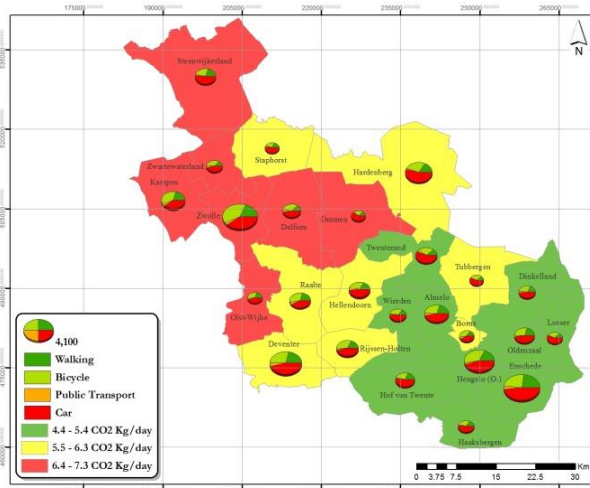 175000 190000 205000 220000 235000 250000 265000
N
Steenwijkesland
Staphorst
Hardenberg
Zwartewaterland
Kampen
Zwolle
Dalfsen
Ommen
Twenterand
Tubbergen
Dinkelland
Raalte
Hellendoorn
Wierden
Almelo
Olst-Wijke
Borne
Losser
Oldenzaal
Deventer
Rijssen-Holten
Hengelo (O.)
Enschede
Hof van Twente
Haaksbergen
4,100
Walking
Bicycle
Public Transport
Car
4.4 - 5.4 CO2 Kg/day
5.5 - 6.3 CO2 Kg/day
6.4 - 7.3 CO2 Kg/day
Km
0 3.75 7.5 15 22.5 30